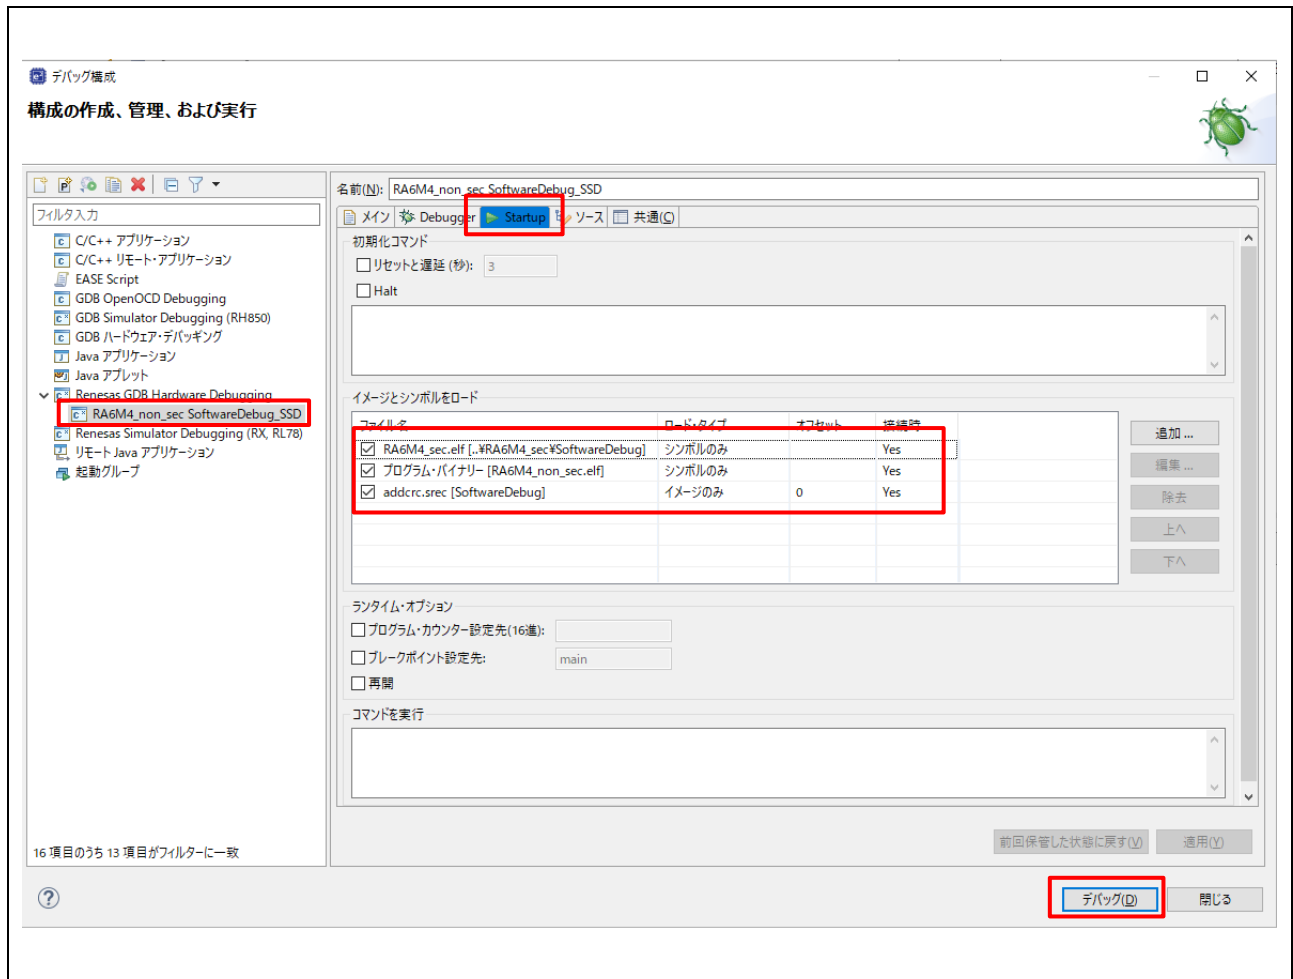 デバッグ構成
構成の作成、管理、および実行
フィルタ入力
C/C++ アプリケーション
C/C++ リモート・アプリケーション
EASE Script
GDB OpenOCD Debugging
GDB Simulator Debugging (RH850)
GDB ハードウェア・デバッギング
Java アプリケーション
Java アプレット
Renesas GDB Hardware Debugging
RA6M4_non_sec SoftwareDebug_SSD
Renesas Simulator Debugging (RX, RL78)
リモート Java アプリケーション
起動グループ
16 項目のうち 13 項目がフィルターに一致
名前(N): RA6M4_non_sec SoftwareDebug_SSD
メイン Debugger Startup ソース 共通(C)
初期化コマンド
リセットと遅延 (秒): 3
Halt
イメージとシンボルをロード
ファイル名 ロード・タイプ オフセット 接続時
RA6M4_sec.elf [..¥RA6M4_sec¥SoftwareDebug] シンボルのみ Yes
プログラム・バイナリー [RA6M4_non_sec.elf] シンボルのみ Yes
addcrc.srec [SoftwareDebug] イメージのみ 0 Yes
追加 ...
編集 ...
除去
上へ
下へ
ランタイム・オプション
プログラム・カウンター設定先(16進):
ブレークポイント設定先: main
再開
コマンドを実行
前回保管した状態に戻す(V) 適用(Y)
デバッグ(D) 閉じる